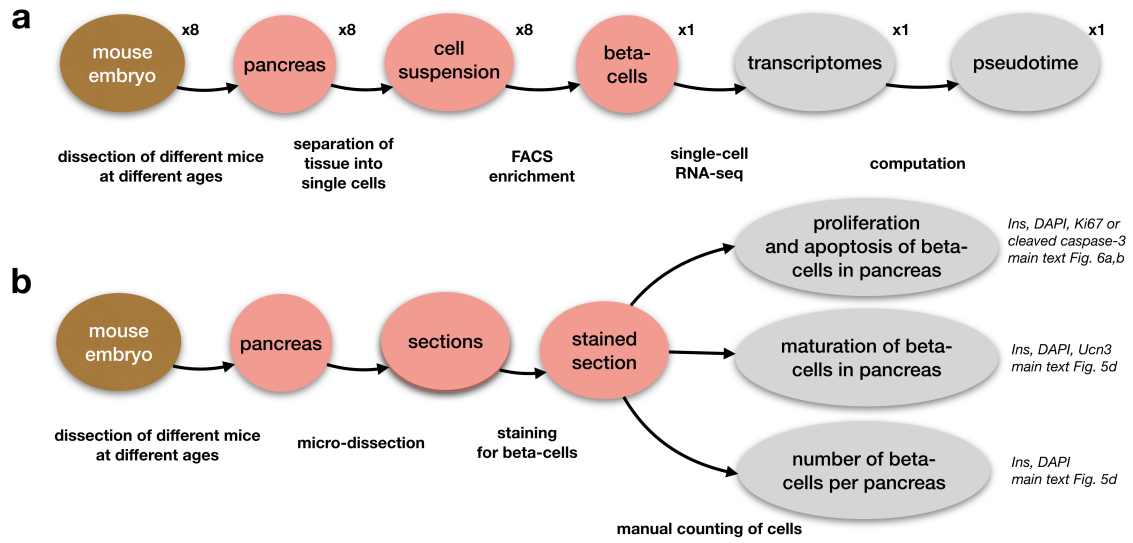 a
mouse
embryo
x8
pancreas
x8
cell
suspension
x8
beta-
cells
x1
transcriptomes
x1
pseudotime
x1
dissection of different mice
at different ages
separation of
tissue into
single cells
FACS
enrichment
single-cell
RNA-seq
computation
b
mouse
embryo
pancreas
sections
stained
section
proliferation
and apoptosis of beta-
cells in pancreas
Ins, DAPI, Ki67 or
cleaved caspase-3
main text Fig. 6a,b
maturation of beta-
cells in pancreas
Ins, DAPI, Ucn3
main text Fig. 5d
number of beta-
cells per pancreas
Ins, DAPI
main text Fig. 5d
dissection of different mice
at different ages
micro-dissection
staining
for beta-cells
manual counting of cells